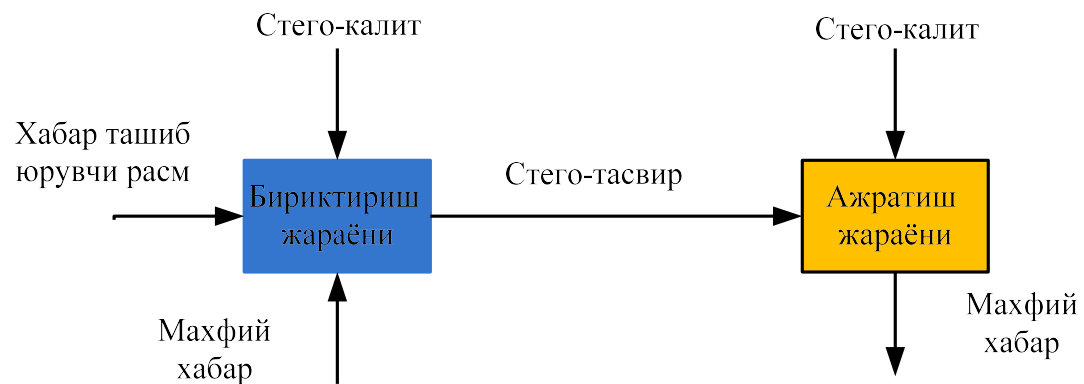 Стего-калит
Стего-калит
Хабар ташиб
юрувчи расм
Бириктириш
жараёни
Стего-тасвир
Ажратиш
жараёни
Махфий
хабар
Махфий
хабар